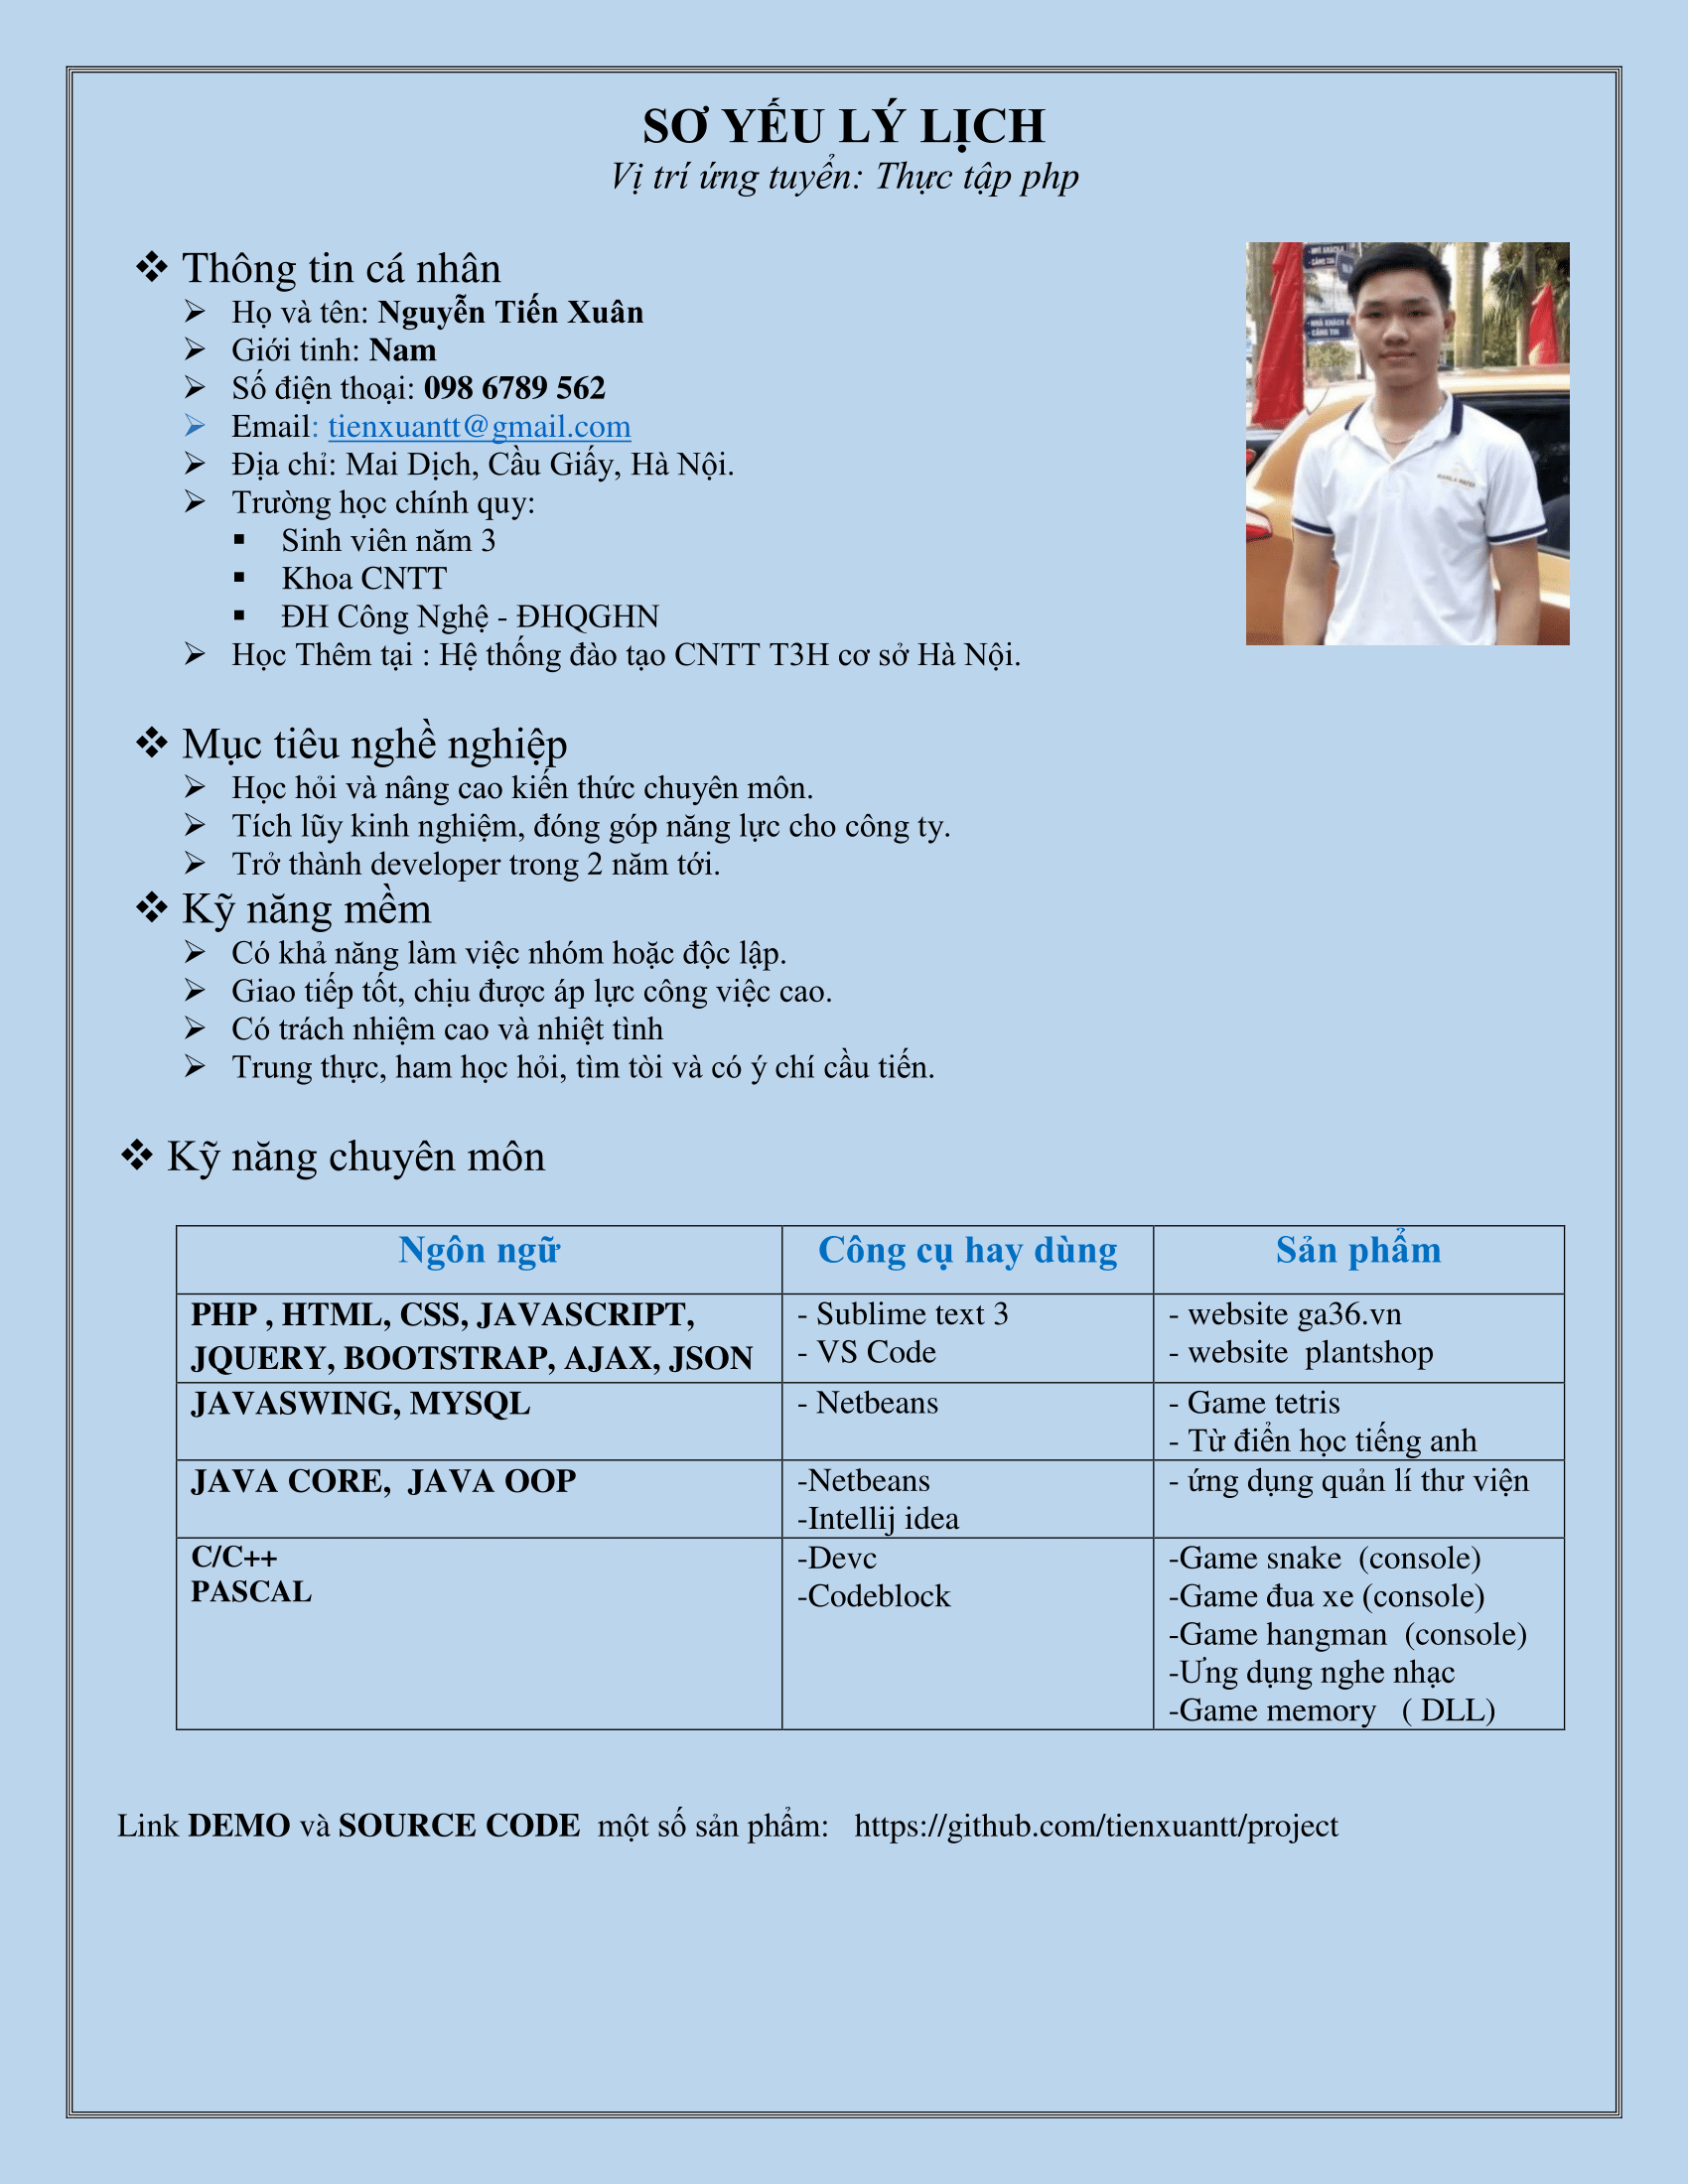 SƠ YẾU LÝ LỊCH
Vị trí ứng tuyển: Thực tập php
Thông tin cá nhân
Họ và tên: Nguyễn Tiến Xuân
Giới tinh: Nam
Số điện thoại: 098 6789 562
Email: tienxuantt@gmail.com
Địa chỉ: Mai Dịch, Cầu Giấy, Hà Nội.
Trường học chính quy:
Sinh viên năm 3
Khoa CNTT
ĐH Công Nghệ - ĐHQGHN
Học Thêm tại : Hệ thống đào tạo CNTT T3H cơ sở Hà Nội.
Mục tiêu nghề nghiệp
Học hỏi và nâng cao kiến thức chuyên môn.
Tích lũy kinh nghiệm, đóng góp năng lực cho công ty.
Trở thành developer trong 2 năm tới.
Kỹ năng mềm
Có khả năng làm việc nhóm hoặc độc lập.
Giao tiếp tốt, chịu được áp lực công việc cao.
Có trách nhiệm cao và nhiệt tình
Trung thực, ham học hỏi, tìm tòi và có ý chí cầu tiến.
Kỹ năng chuyên môn
Ngôn ngữ Công cụ hay dùng Sản phẩm
PHP , HTML, CSS, JAVASCRIPT,
JQUERY, BOOTSTRAP, AJAX, JSON
- Sublime text 3
- VS Code
- website ga36.vn
- website plantshop
JAVASWING, MYSQL
- Netbeans
- Game tetris
- Từ điển học tiếng anh
JAVA CORE, JAVA OOP
-Netbeans
-Intellij idea
- ứng dụng quản lí thư viện
C/C++
PASCAL
-Devc
-Codeblock
-Game snake (console)
-Game đua xe (console)
-Game hangman (console)
-Ưng dụng nghe nhạc
-Game memory ( DLL)
Link DEMO và SOURCE CODE một số sản phẩm: https://github.com/tienxuantt/project